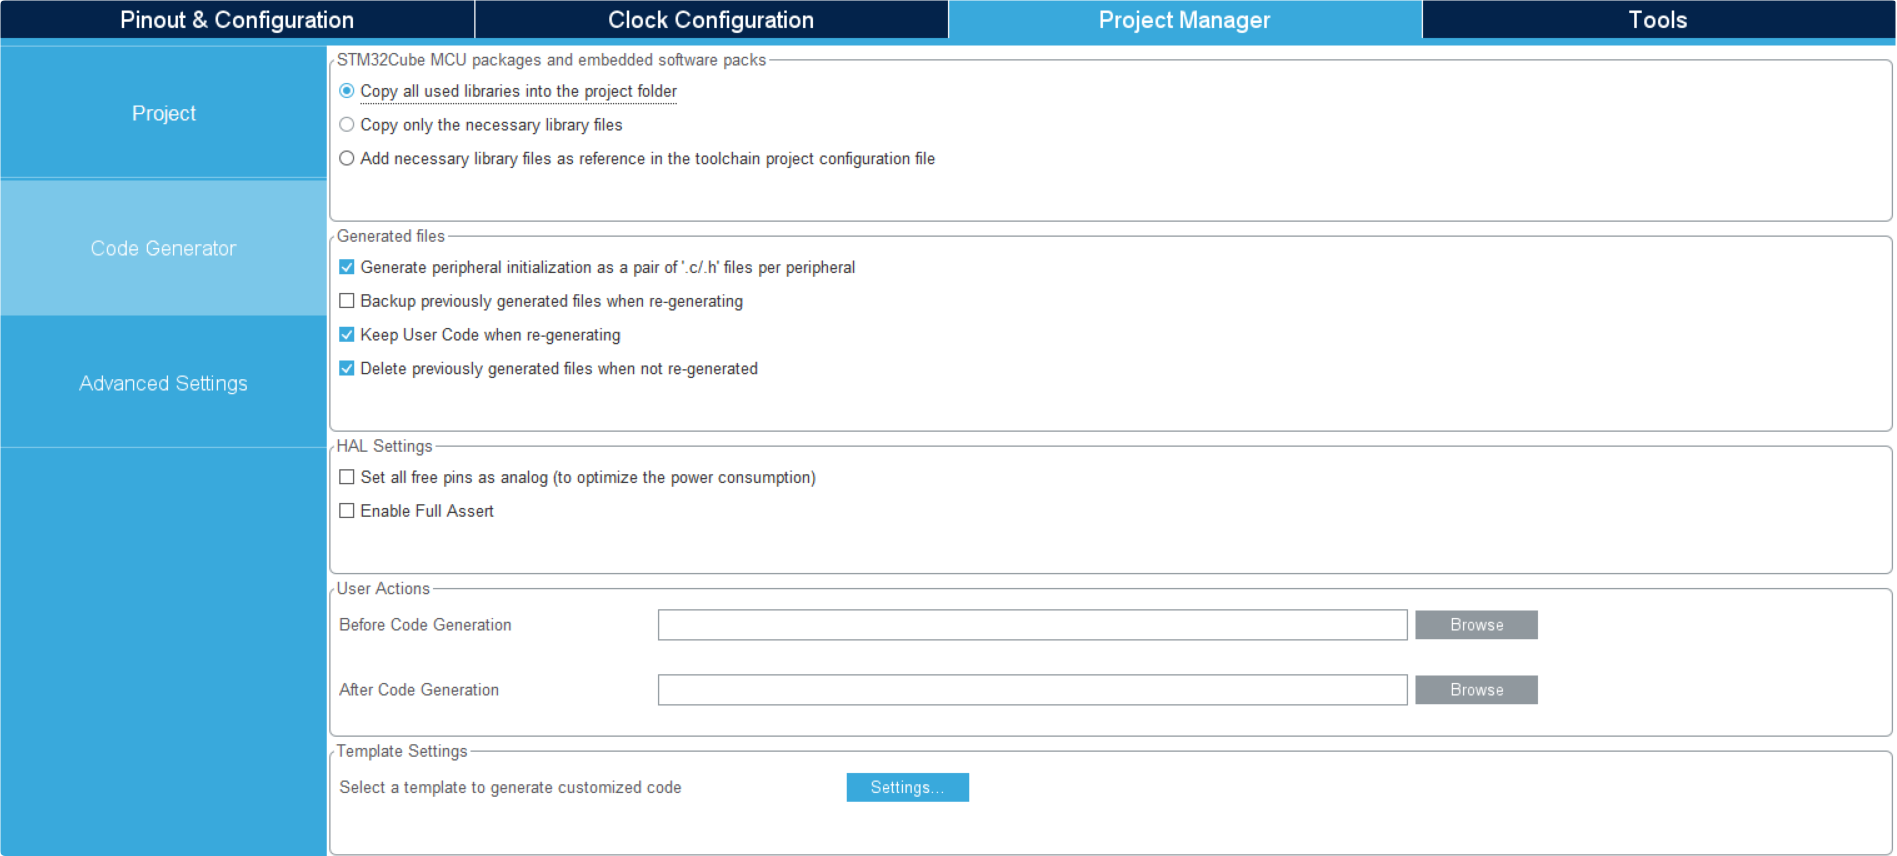 Pinout & Configuration
Clock Configuration
Project Manager
Tools
Project
Code Generator
Advanced Settings
STM32Cube MCU packages and embedded software packs
Copy all used libraries into the project folder
Copy only the necessary library files
Add necessary library files as reference in the toolchain project configuration file
Generated files
Generate peripheral initialization as a pair of '.c/.h' files per peripheral
Backup previously generated files when re-generating
Keep User Code when re-generating
Delete previously generated files when not re-generated
HAL Settings
Set all free pins as analog (to optimize the power consumption)
Enable Full Assert
User Actions
Before Code Generation
Browse
After Code Generation
Browse
Template Settings
Select a template to generate customized code
Settings...